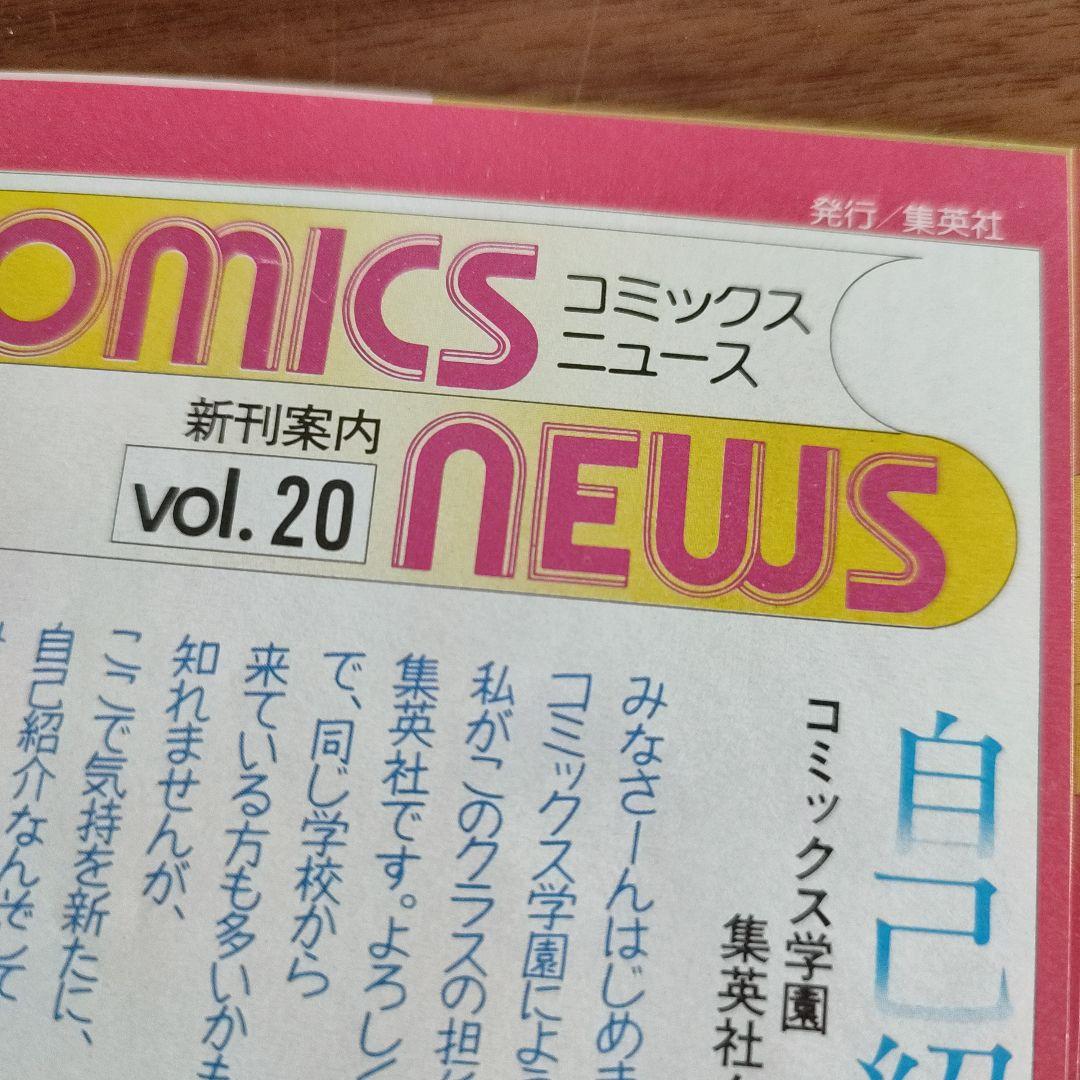 発行/集英社
OMICS
コミックス
ニュース
新刊案内
vol.20
NEWS
自己紹
コミックス学園
集英社
みなさーんはじめま
コミックス学園によう
私がこのクラスの担
集英社です。よろし
で、同じ学校から
来ている方も多いかも
知れませんが、
ここで気持を新たに、
自己紹介なんぞして